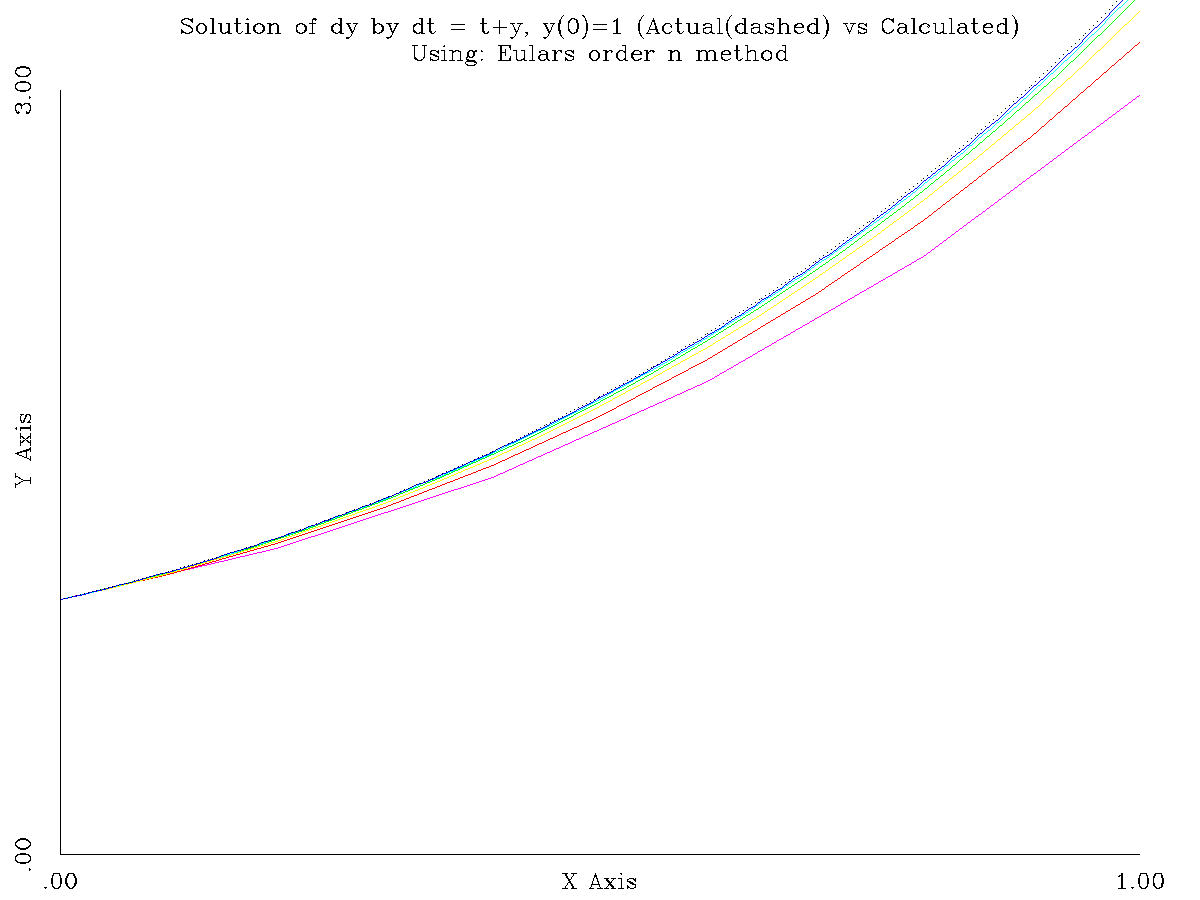 Solution of dy by dt = t+y, y(0)=1 (Actual(dashed) vs Calculated)
Using: Eulars order n method
3.00
Y Axis
.00
.00
X Axis
1.00